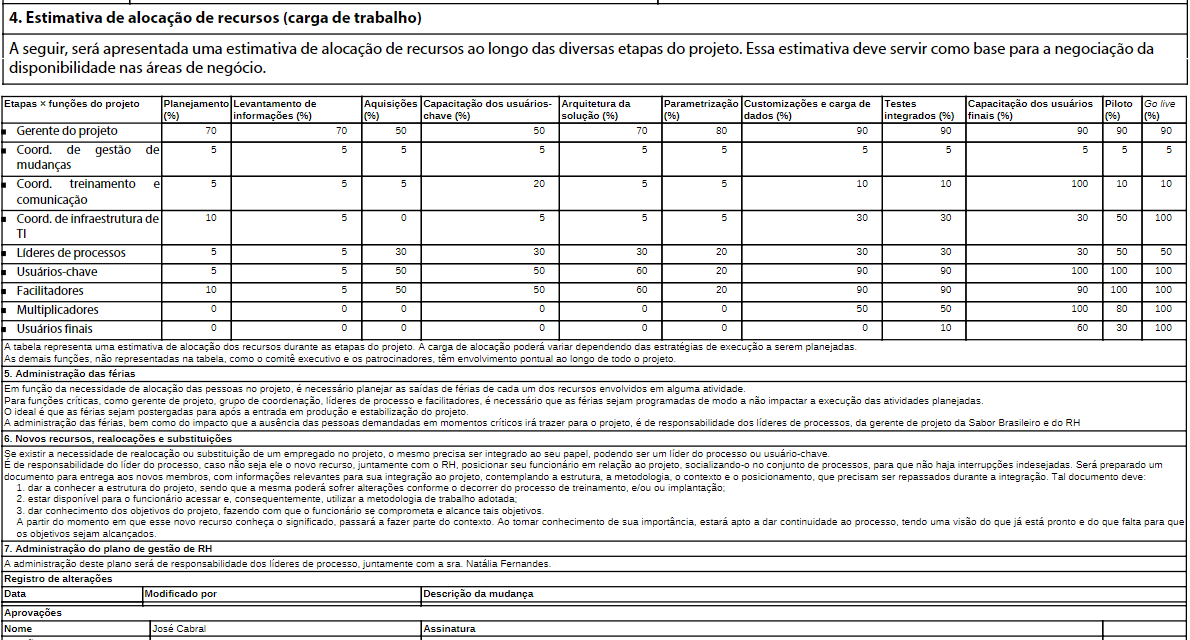 4. Estimativa de alocação de recursos (carga de trabalho)
A seguir, será apresentada uma estimativa de alocação de recursos ao longo das diversas etapas do projeto. Essa estimativa deve servir como base para a negociação da
disponibilidade nas áreas de negócio.
Etapas × funções do projeto Planejamento (%) Levantamento de informações (%) Aquisições (%) Capacitação dos usuários-chave (%) Arquitetura da solução (%) Parametrização (%) Customizações e carga de dados (%) Testes integrados (%) Capacitação dos usuários finais (%) Piloto (%) Go live (%)
▪ Gerente do projeto 70 70 50 50 70 80 90 90 90 90 90
▪ Coord. de gestão de mudanças 5 5 5 5 5 5 5 5 5 5 5
▪ Coord. treinamento e comunicação 5 5 5 20 5 5 10 10 100 10 10
▪ Coord. de infraestrutura de TI 10 5 0 5 5 5 30 30 30 50 100
▪ Líderes de processos 5 5 30 30 30 20 30 30 30 50 50
▪ Usuários-chave 5 5 50 50 60 20 90 90 100 100 100
▪ Facilitadores 10 5 50 50 60 20 90 90 90 100 100
▪ Multiplicadores 0 0 0 0 0 0 50 50 100 80 100
▪ Usuários finais 0 0 0 0 0 0 0 10 60 30 100
A tabela representa uma estimativa de alocação dos recursos durante as etapas do projeto. A carga de alocação poderá variar dependendo das estratégias de execução a serem planejadas.
As demais funções, não representadas na tabela, como o comitê executivo e os patrocinadores, têm envolvimento pontual ao longo de todo o projeto.
5. Administração das férias
Em função da necessidade de alocação das pessoas no projeto, é necessário planejar as saídas de férias de cada um dos recursos envolvidos em alguma atividade.
Para funções críticas, como gerente de projeto, grupo de coordenação, líderes de processo e facilitadores, é necessário que as férias sejam programadas de modo a não impactar a execução das atividades planejadas.
O ideal é que as férias sejam postergadas para após a entrada em produção e estabilização do projeto.
A administração das férias, bem como do impacto que a ausência das pessoas demandadas em momentos críticos irá trazer para o projeto, é de responsabilidade dos líderes de processos, da gerente de projeto da Sabor Brasileiro e do RH
6. Novos recursos, realocações e substituições
Se existir a necessidade de realocação ou substituição de um empregado no projeto, o mesmo precisa ser integrado ao seu papel, podendo ser um líder do processo ou usuário-chave.
É de responsabilidade do líder do processo, caso não seja ele o novo recurso, juntamente com o RH, posicionar seu funcionário em relação ao projeto, socializando-o no conjunto de processos, para que não haja interrupções indesejadas. Será preparado um
documento para entrega aos novos membros, com informações relevantes para sua integração ao projeto, contemplando a estrutura, a metodologia, o contexto e o posicionamento, que precisam ser repassados durante a integração. Tal documento deve:
1. dar a conhecer a estrutura do projeto, sendo que a mesma poderá sofrer alterações conforme o decorrer do processo de treinamento, e/ou ou implantação;
2. estar disponível para o funcionário acessar e, consequentemente, utilizar a metodologia de trabalho adotada;
3. dar conhecimento dos objetivos do projeto, fazendo com que o funcionário se comprometa e alcance tais objetivos.
A partir do momento em que esse novo recurso conheça o significado, passará a fazer parte do contexto. Ao tomar conhecimento de sua importância, estará apto a dar continuidade ao processo, tendo uma visão do que já está pronto e do que falta para que
os objetivos sejam alcançados.
7. Administração do plano de gestão de RH
A administração deste plano será de responsabilidade dos líderes de processo, juntamente com a sra. Natália Fernandes.
Registro de alterações
Data Modificado por Descrição da mudança
Aprovações
Nome José Cabral Assinatura